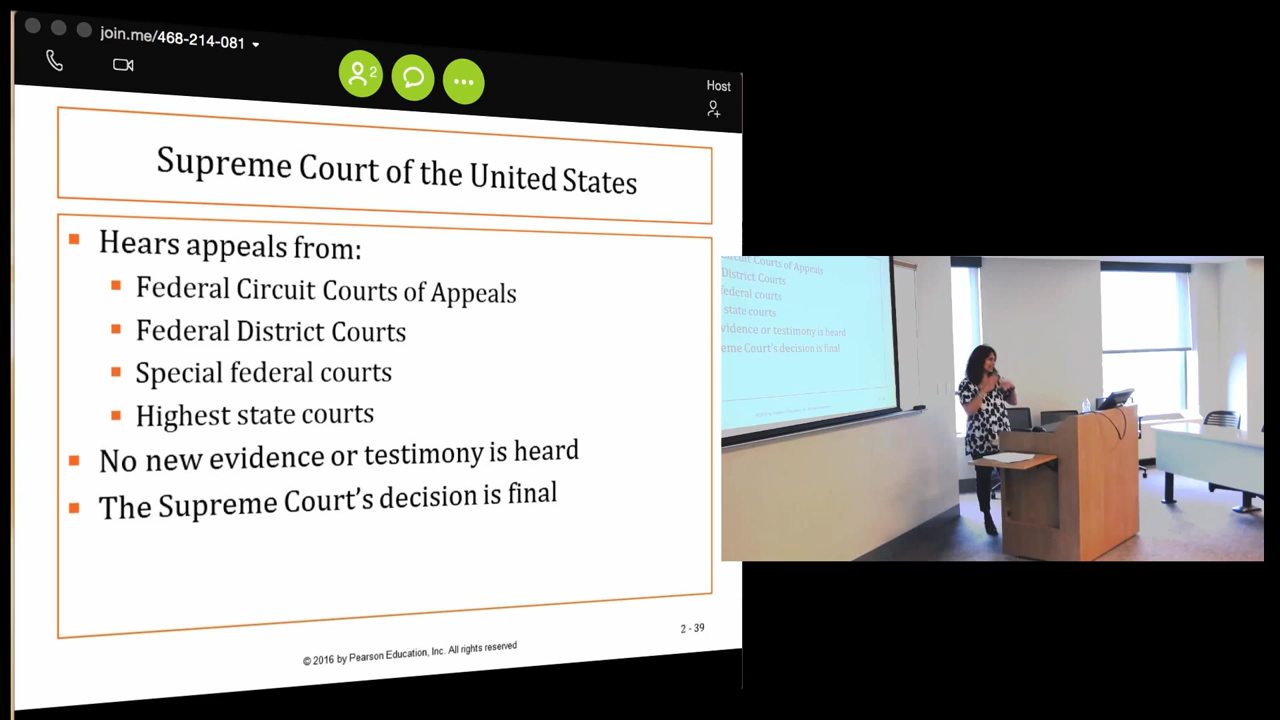 join.me/468-214-081
2
Host
Supreme Court of the United States
Hears appeals from:
Federal Circuit Courts of Appeals
Federal District Courts
Special federal courts
Highest state courts
No new evidence or testimony is heard
The Supreme Court's decision is final
2 - 39
© 2016 by Pearson Education, Inc. All rights reserved
Courts of Appeals
District Courts
federal courts
state courts
evidence or testimony is heard
Court's decision is final